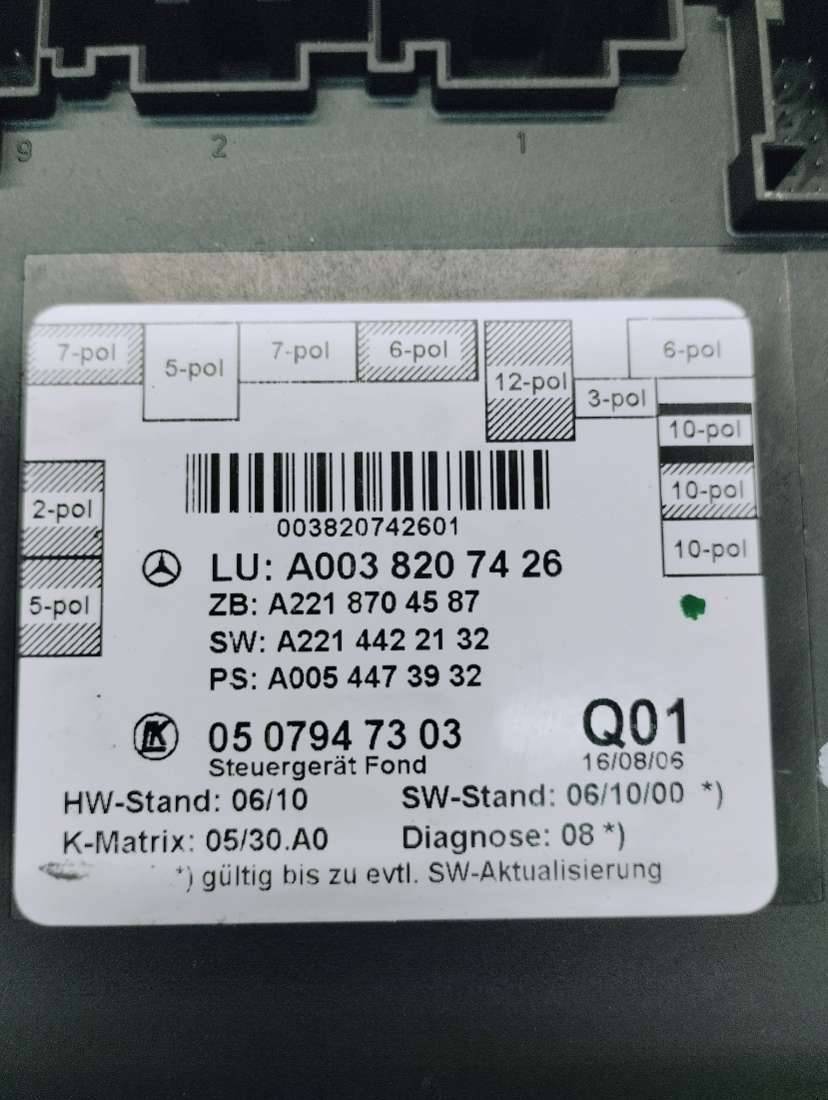 9 2 1
7-pol 5-pol 7-pol 6-pol 12-pol 3-pol 6-pol
10-pol
10-pol
10-pol
2-pol
5-pol
003820742601
LU: A003 820 74 26
ZB: A221 870 45 87
SW: A221 442 21 32
PS: A005 447 39 32
LK 05 0794 73 03
Q01
Steuergerät Fond
16/08/06
HW-Stand: 06/10 SW-Stand: 06/10/00 *)
K-Matrix: 05/30.A0 Diagnose: 08 *)
*) gültig bis zu evtl. SW-Aktualisierung